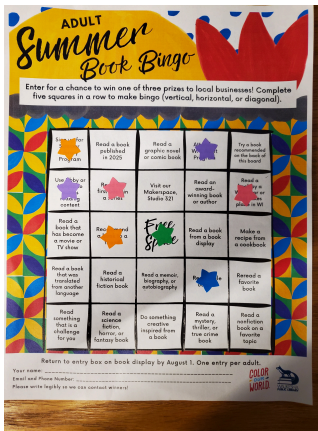 ADULT
Summer
Book Bingo
Enter for a chance to win one of three prizes to local businesses! Complete
five squares in a row to make bingo (vertical, horizontal, or diagonal).
Program
Read a book
published
in 2025
Read a
graphic novel
or comic book
Program
Try a book
recommended
on the back of
this board
Visit our
Makerspace,
Studio 321
Read an
award-winning
book or author
Read a book
that has
become a
movie or
TV show
Free
Space
Read a book
from a book
display
Make a
recipe from
a cookbook
Read a book
that was
translated
from another
language
Read a
historical
fiction book
Read a memoir,
biography, or
autobiography
Reread a
favorite
book
Read
something
that is a
challenge for
you
Read a
science
fiction,
horror, or
fantasy book
Do something
creative
inspired
from a
book
Read a
mystery,
thriller, or
true crime
book
Read a
nonfiction
book on a
favorite
topic
Return to entry box on book display by August 1. One entry per adult.
Your name:
Email and Phone Number:
Please write legibly so we can contact winners!
COLOR
OUR
WORLD